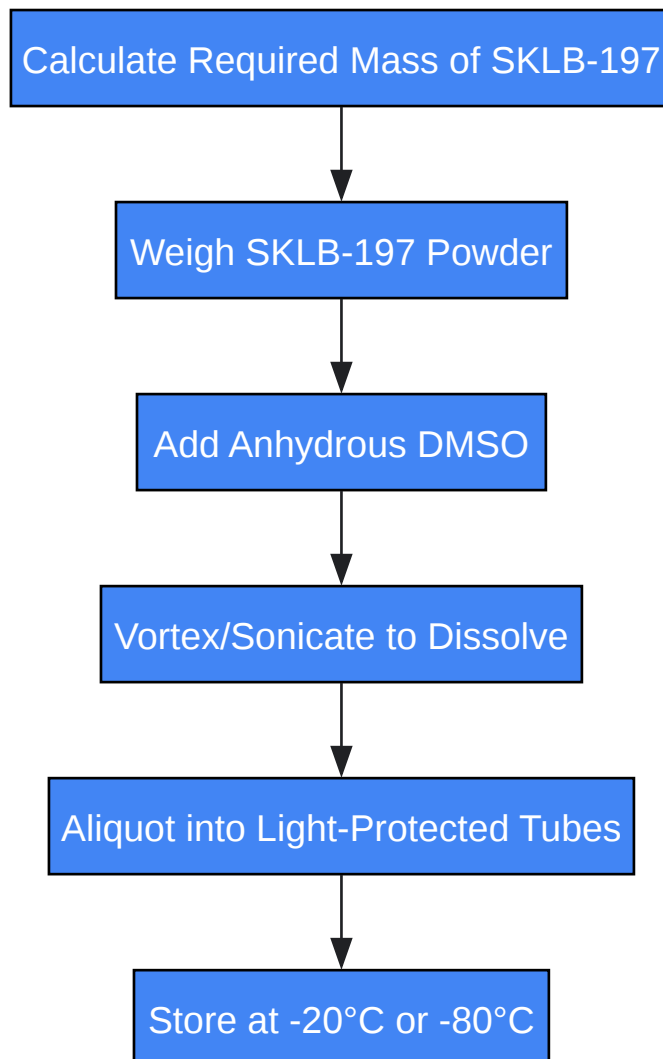 Calculate Required Mass of SKLB-197
Weigh SKLB-197 Powder
Add Anhydrous DMSO
Vortex/Sonicate to Dissolve
Aliquot into Light-Protected Tubes
Store at -20°C or -80°C